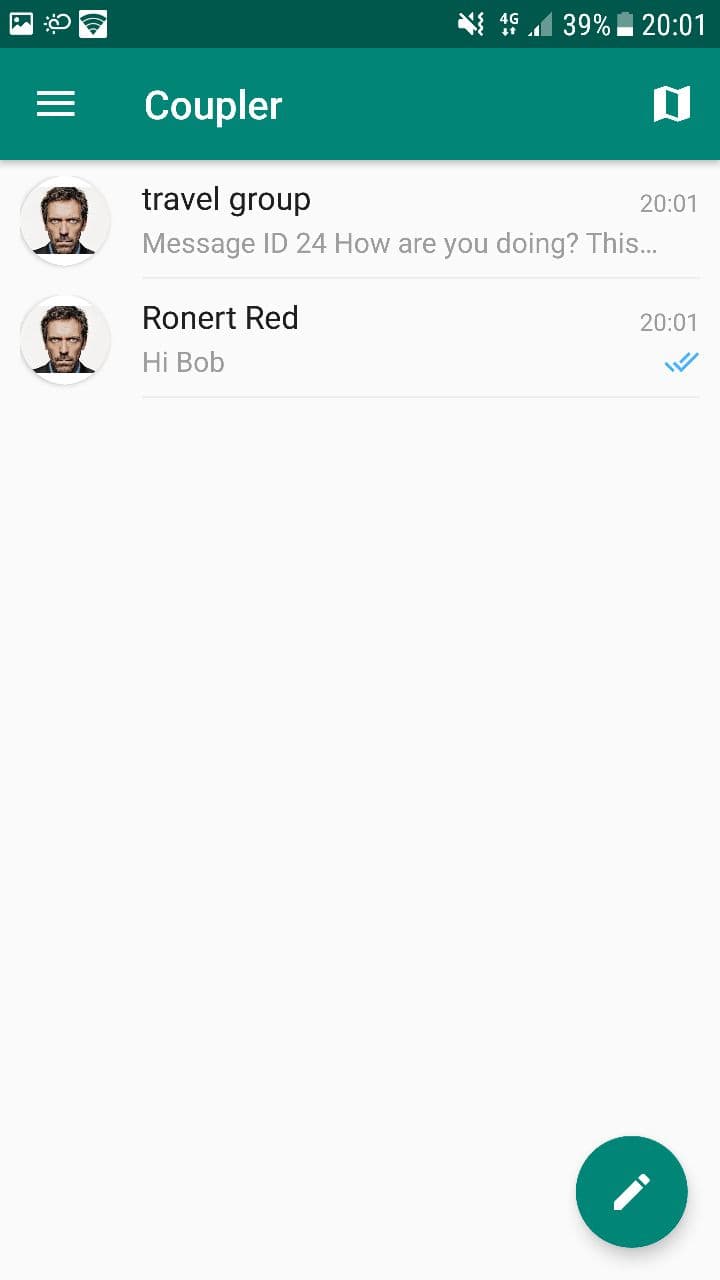 4G 39% 20:01
Coupler
travel group 20:01
Message ID 24 How are you doing? This...
Ronert Red 20:01
Hi Bob